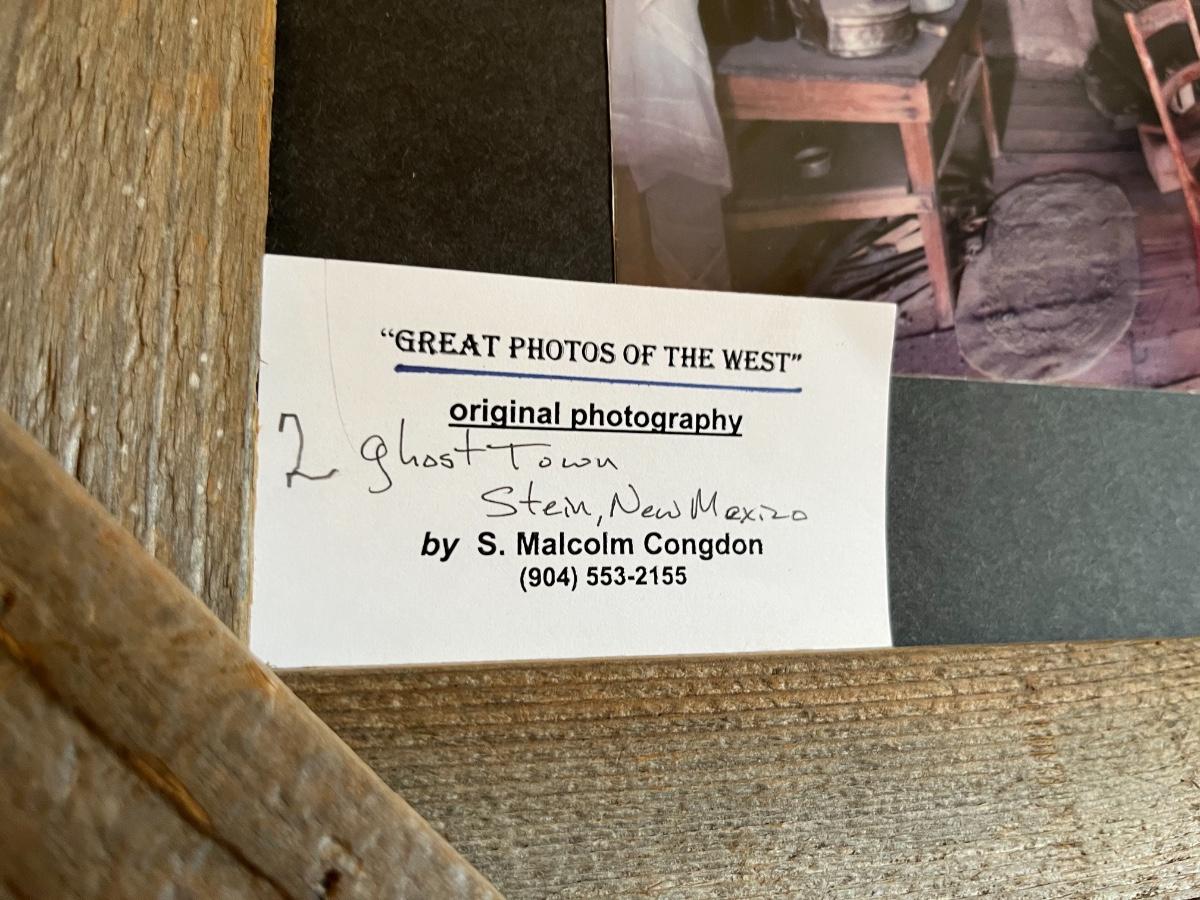 “GREAT PHOTOS OF THE WEST”
original photography
2 ghost Town
Stein, New Mexico
by S. Malcolm Congdon
(904) 553-2155